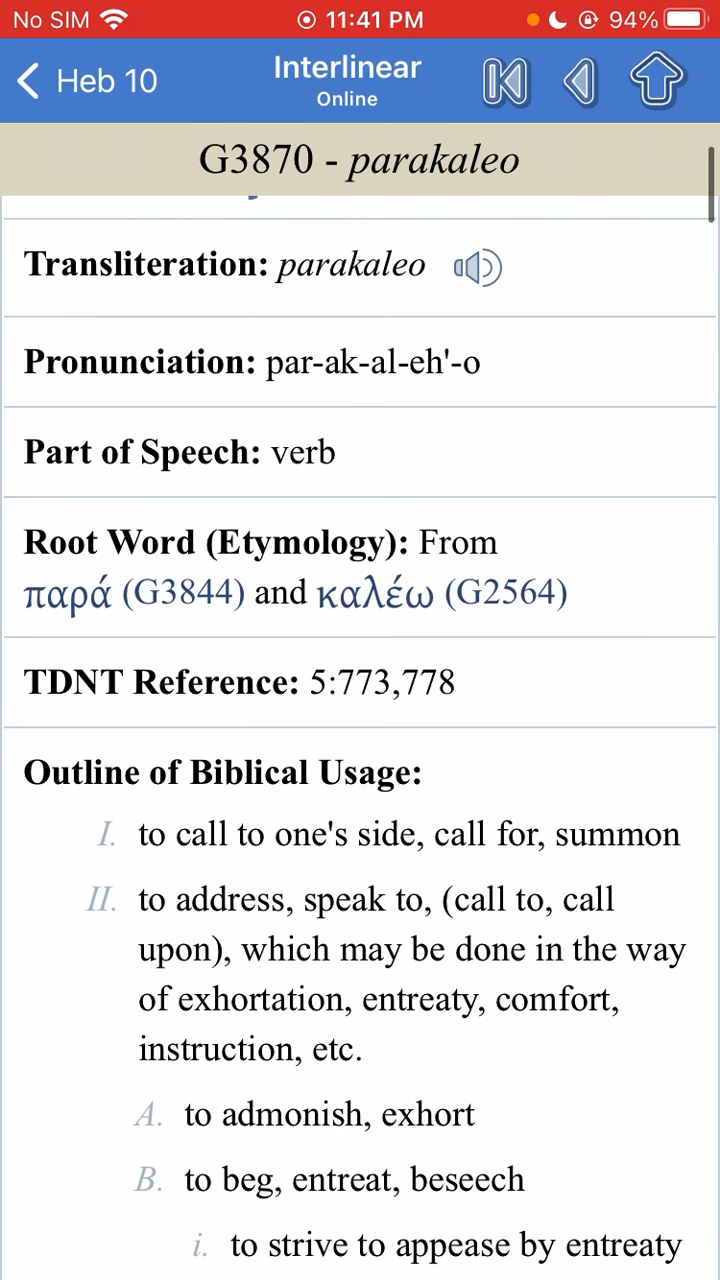 No SIM 11:41 PM 94%
Heb 10 Interlinear
Online
G3870 - parakaleo
Transliteration: parakaleo
Pronunciation: par-ak-al-eh'-o
Part of Speech: verb
Root Word (Etymology): From
παρά (G3844) and καλέω (G2564)
TDNT Reference: 5:773,778
Outline of Biblical Usage:
I. to call to one's side, call for, summon
II. to address, speak to, (call to, call
upon), which may be done in the way
of exhortation, entreaty, comfort,
instruction, etc.
A. to admonish, exhort
B. to beg, entreat, beseech
i. to strive to appease by entreaty